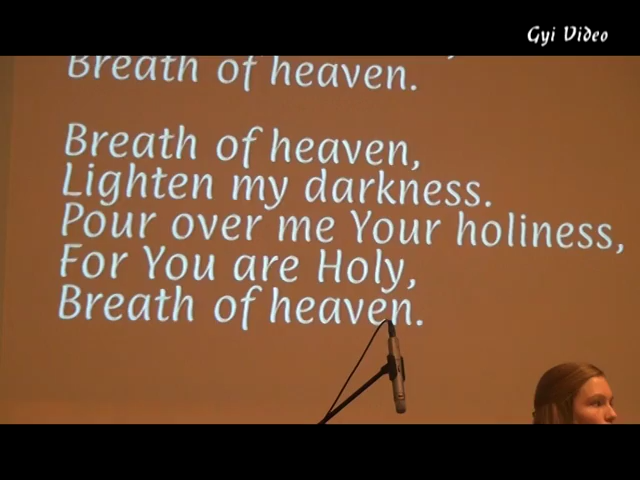 Gyi Video
Breath of heaven.
Breath of heaven,
Lighten my darkness.
Pour over me Your holiness,
For You are Holy,
Breath of heaven.